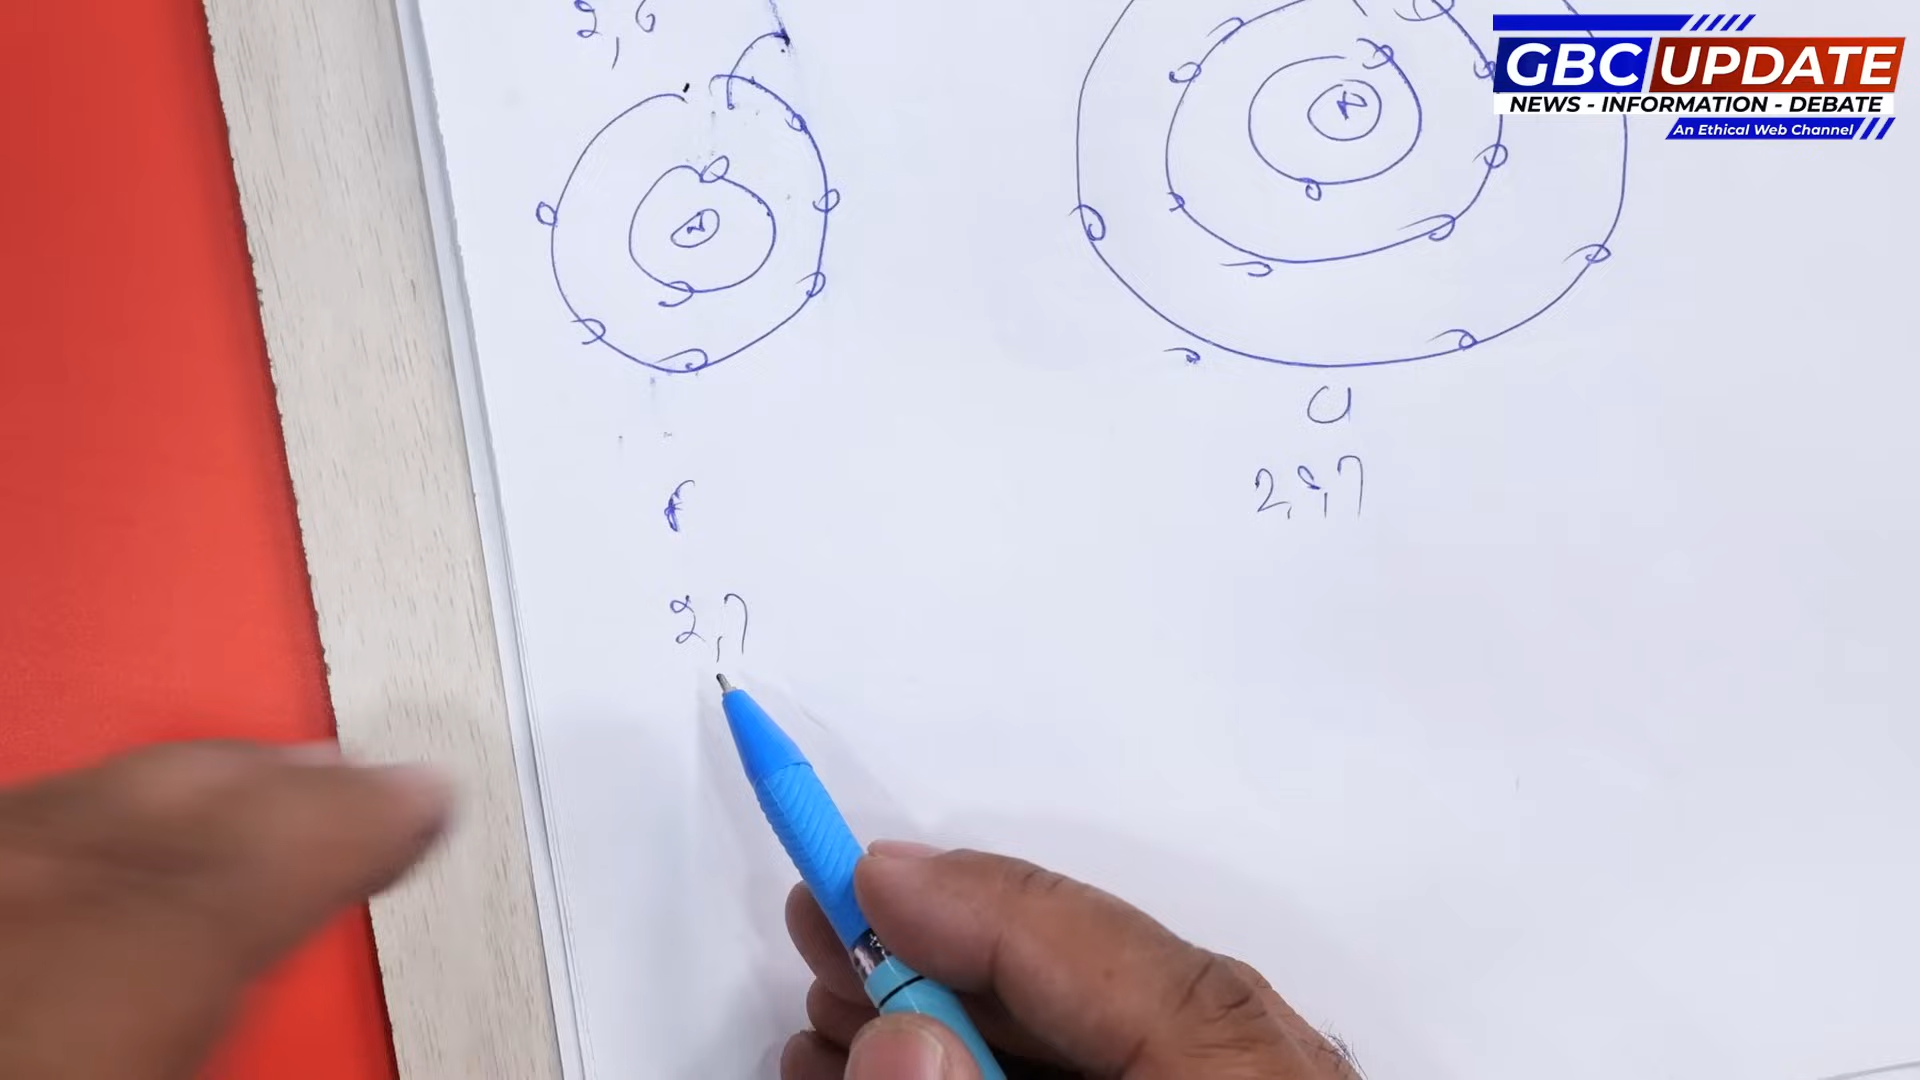 2, 6
GBC UPDATE
NEWS - INFORMATION - DEBATE
An Ethical Web Channel
N
N
Cl
2, 8, 7
F
2, 7